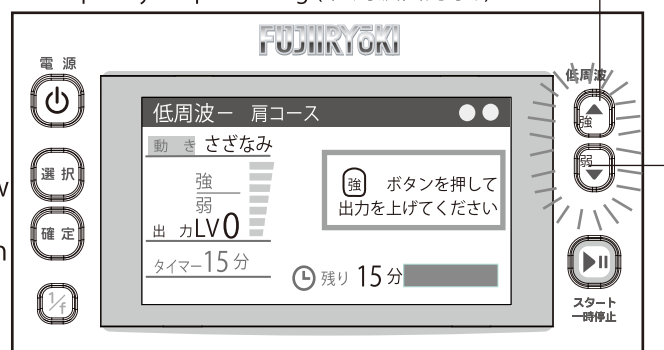 FUJIIRYOKI
電源
低周波
低周波ー 肩コース
動き さざなみ
強
弱
出力LV0
タイマー15分
強 ボタンを押して
出力を上げてください
残り 15分
選択
確定
1/f
強
弱
スタート
一時停止